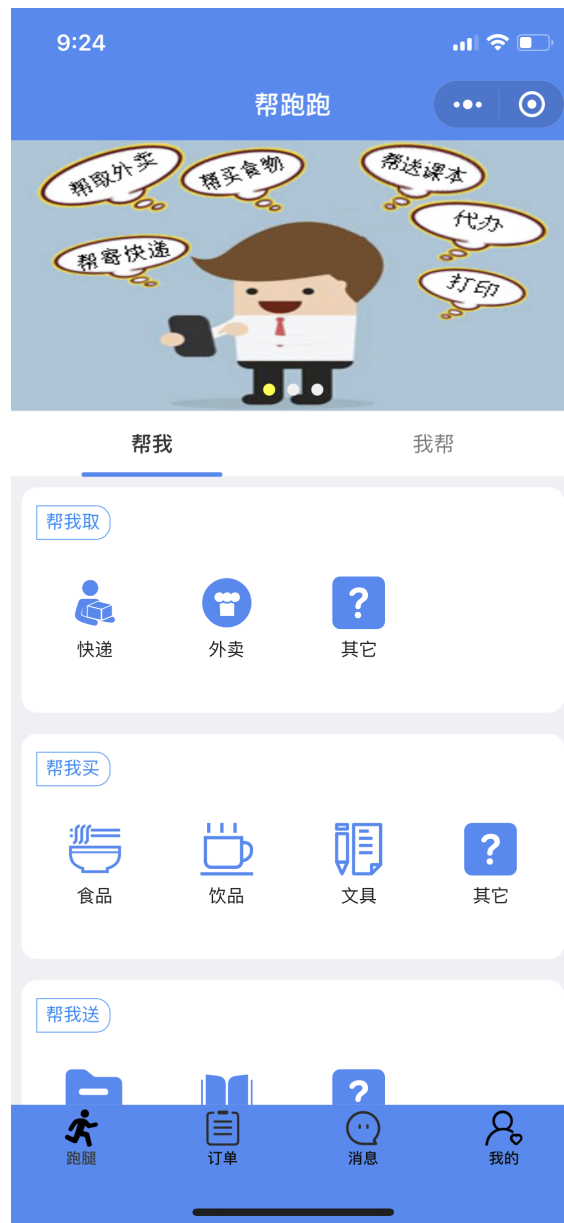 9:24
帮跑跑
帮取外卖
帮买食物
帮送课本
代办
帮寄快递
打印
帮我
我帮
帮我取
快递
外卖
其它
帮我买
食品
饮品
文具
其它
帮我送
跑腿
订单
消息
我的